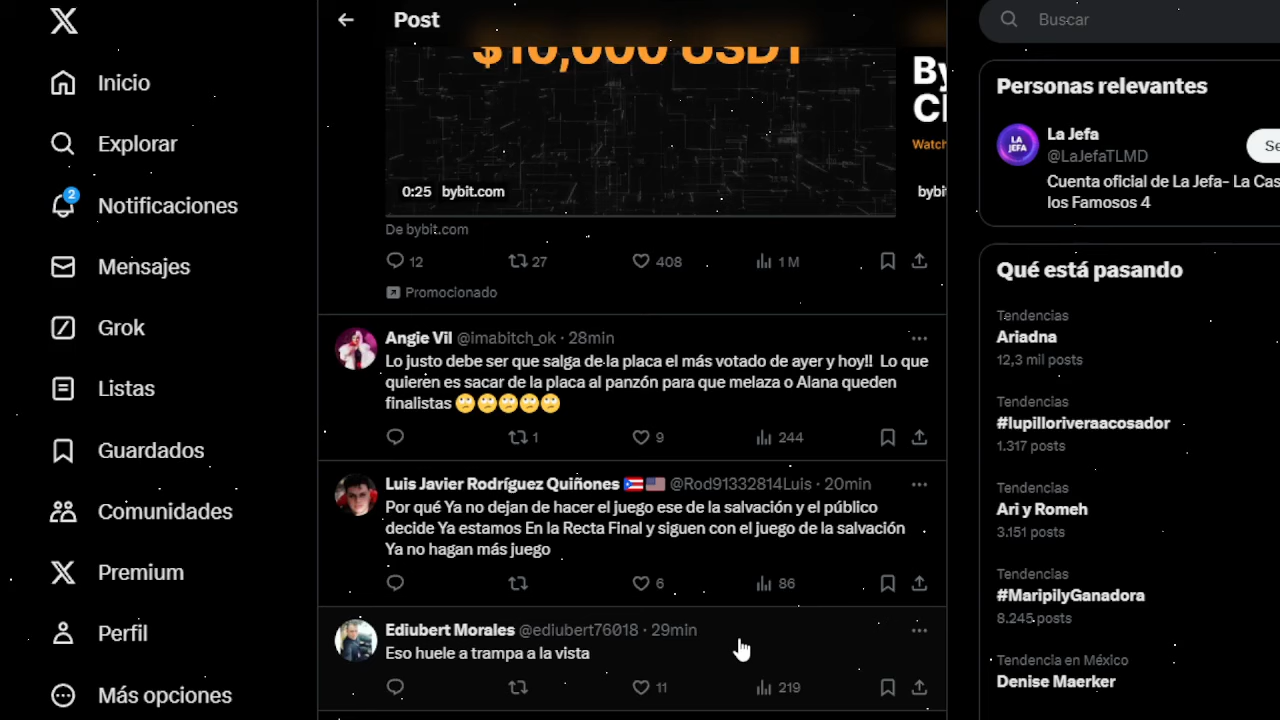 Inicio
Explorar
2
Notificaciones
Mensajes
Grok
Listas
Guardados
Comunidades
Premium
Perfil
Más opciones
Post
$10,000 USDT
0:25 bybit.com
By
Watch
bybi
De bybit.com
12 27 408 1 M
Promocionado
Angie Vil @imabitch_ok · 28min
Lo justo debe ser que salga de la placa el más votado de ayer y hoy!! Lo que
quieren es sacar de la placa al panzón para que melaza o Alana queden
finalistas 🙄🙄🙄🙄🙄
1 9 244
Luis Javier Rodríguez Quiñones 🇵🇷🇺🇸 @Rod91332814Luis · 20min
Por qué Ya no dejan de hacer el juego ese de la salvación y el público
decide Ya estamos En la Recta Final y siguen con el juego de la salvación
Ya no hagan más juego
6 86
Ediubert Morales @ediubert76018 · 29min
Eso huele a trampa a la vista
11 219
Buscar
Personas relevantes
LA JEFA
La Jefa
@LaJefaTLMD
Se
Cuenta oficial de La Jefa- La Cas
los Famosos 4
Qué está pasando
Tendencias
Ariadna
12,3 mil posts
Tendencias
#lupilloriveraacosador
1.317 posts
Tendencias
Ari y Romeh
3.151 posts
Tendencias
#MaripilyGanadora
8.245 posts
Tendencia en México
Denise Maerker